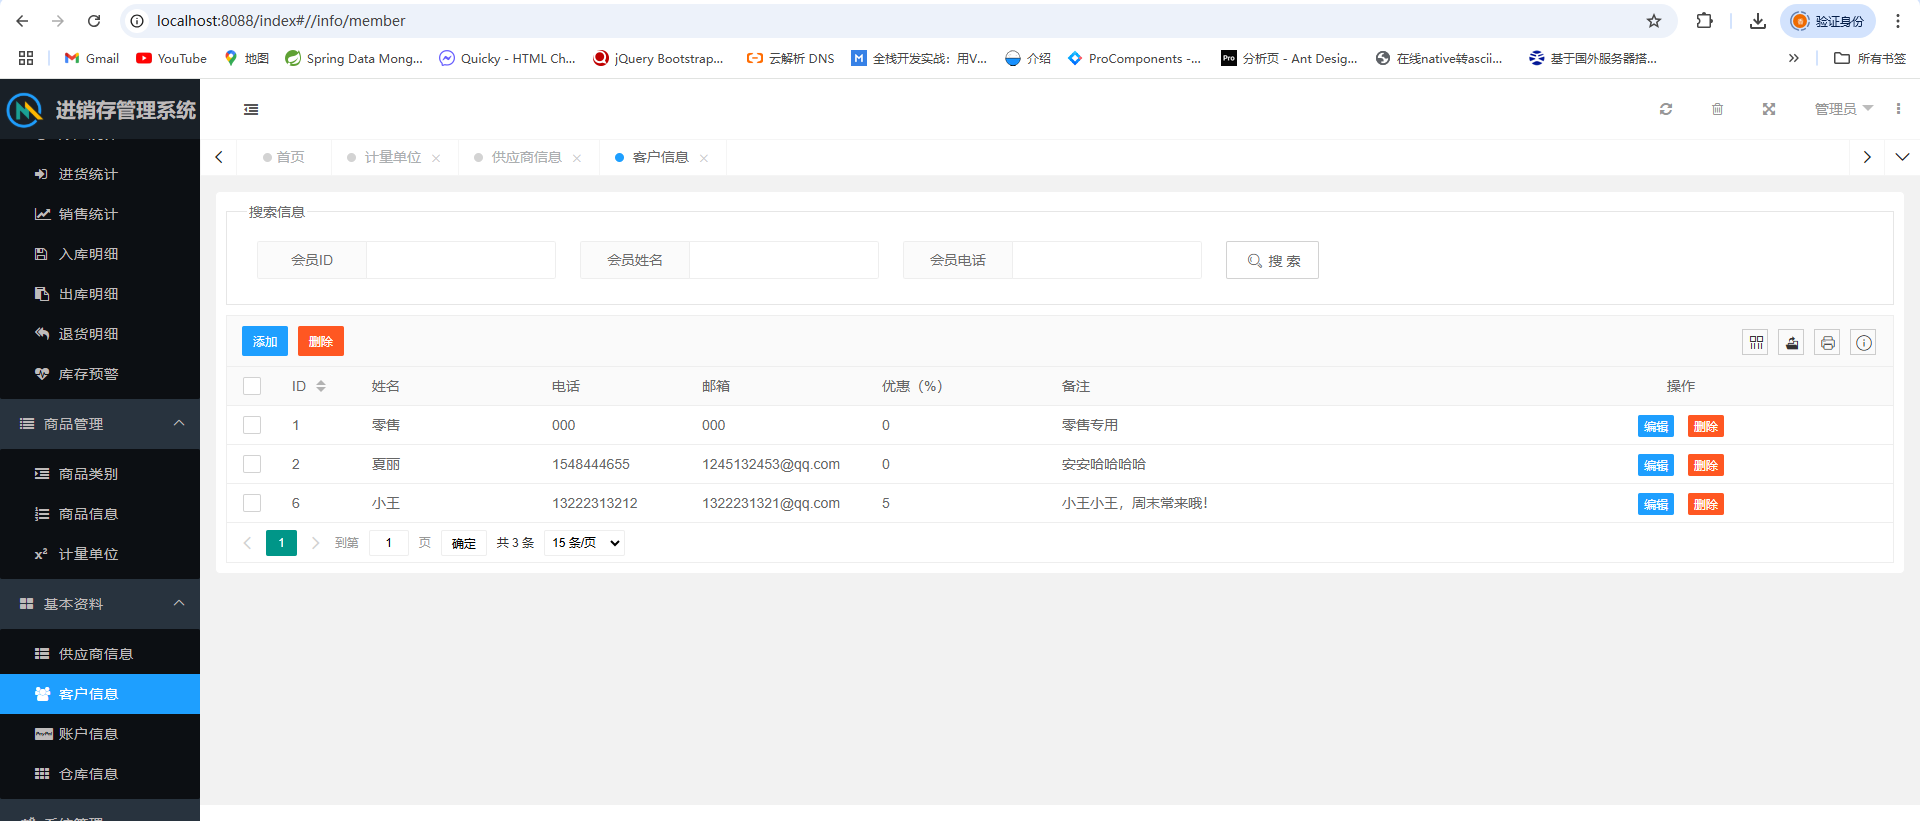 localhost:8088/index#//info/member
验证身份
Gmail
YouTube
地图
Spring Data Mong...
Quicky - HTML Ch...
jQuery Bootstrap...
云解析 DNS
全栈开发实战：用V...
介绍
ProComponents -...
Pro
分析页 - Ant Desig...
在线native转ascii...
基于国外服务器搭...
所有书签
进销存管理系统
管理员
首页
计量单位
供应商信息
客户信息
进货统计
销售统计
入库明细
出库明细
退货明细
库存预警
商品管理
商品类别
商品信息
计量单位
基本资料
供应商信息
客户信息
账户信息
仓库信息
系统管理
搜索信息
会员ID
会员姓名
会员电话
搜 索
添加
删除
ID 姓名 电话 邮箱 优惠（%） 备注 操作
1 零售 000 000 0 零售专用 编辑 删除
2 夏丽 1548444655 1245132453@qq.com 0 安安哈哈哈哈 编辑 删除
6 小王 13222313212 1322231321@qq.com 5 小王小王，周末常来哦！ 编辑 删除
1 到第 1 页 确定 共 3 条 15 条/页